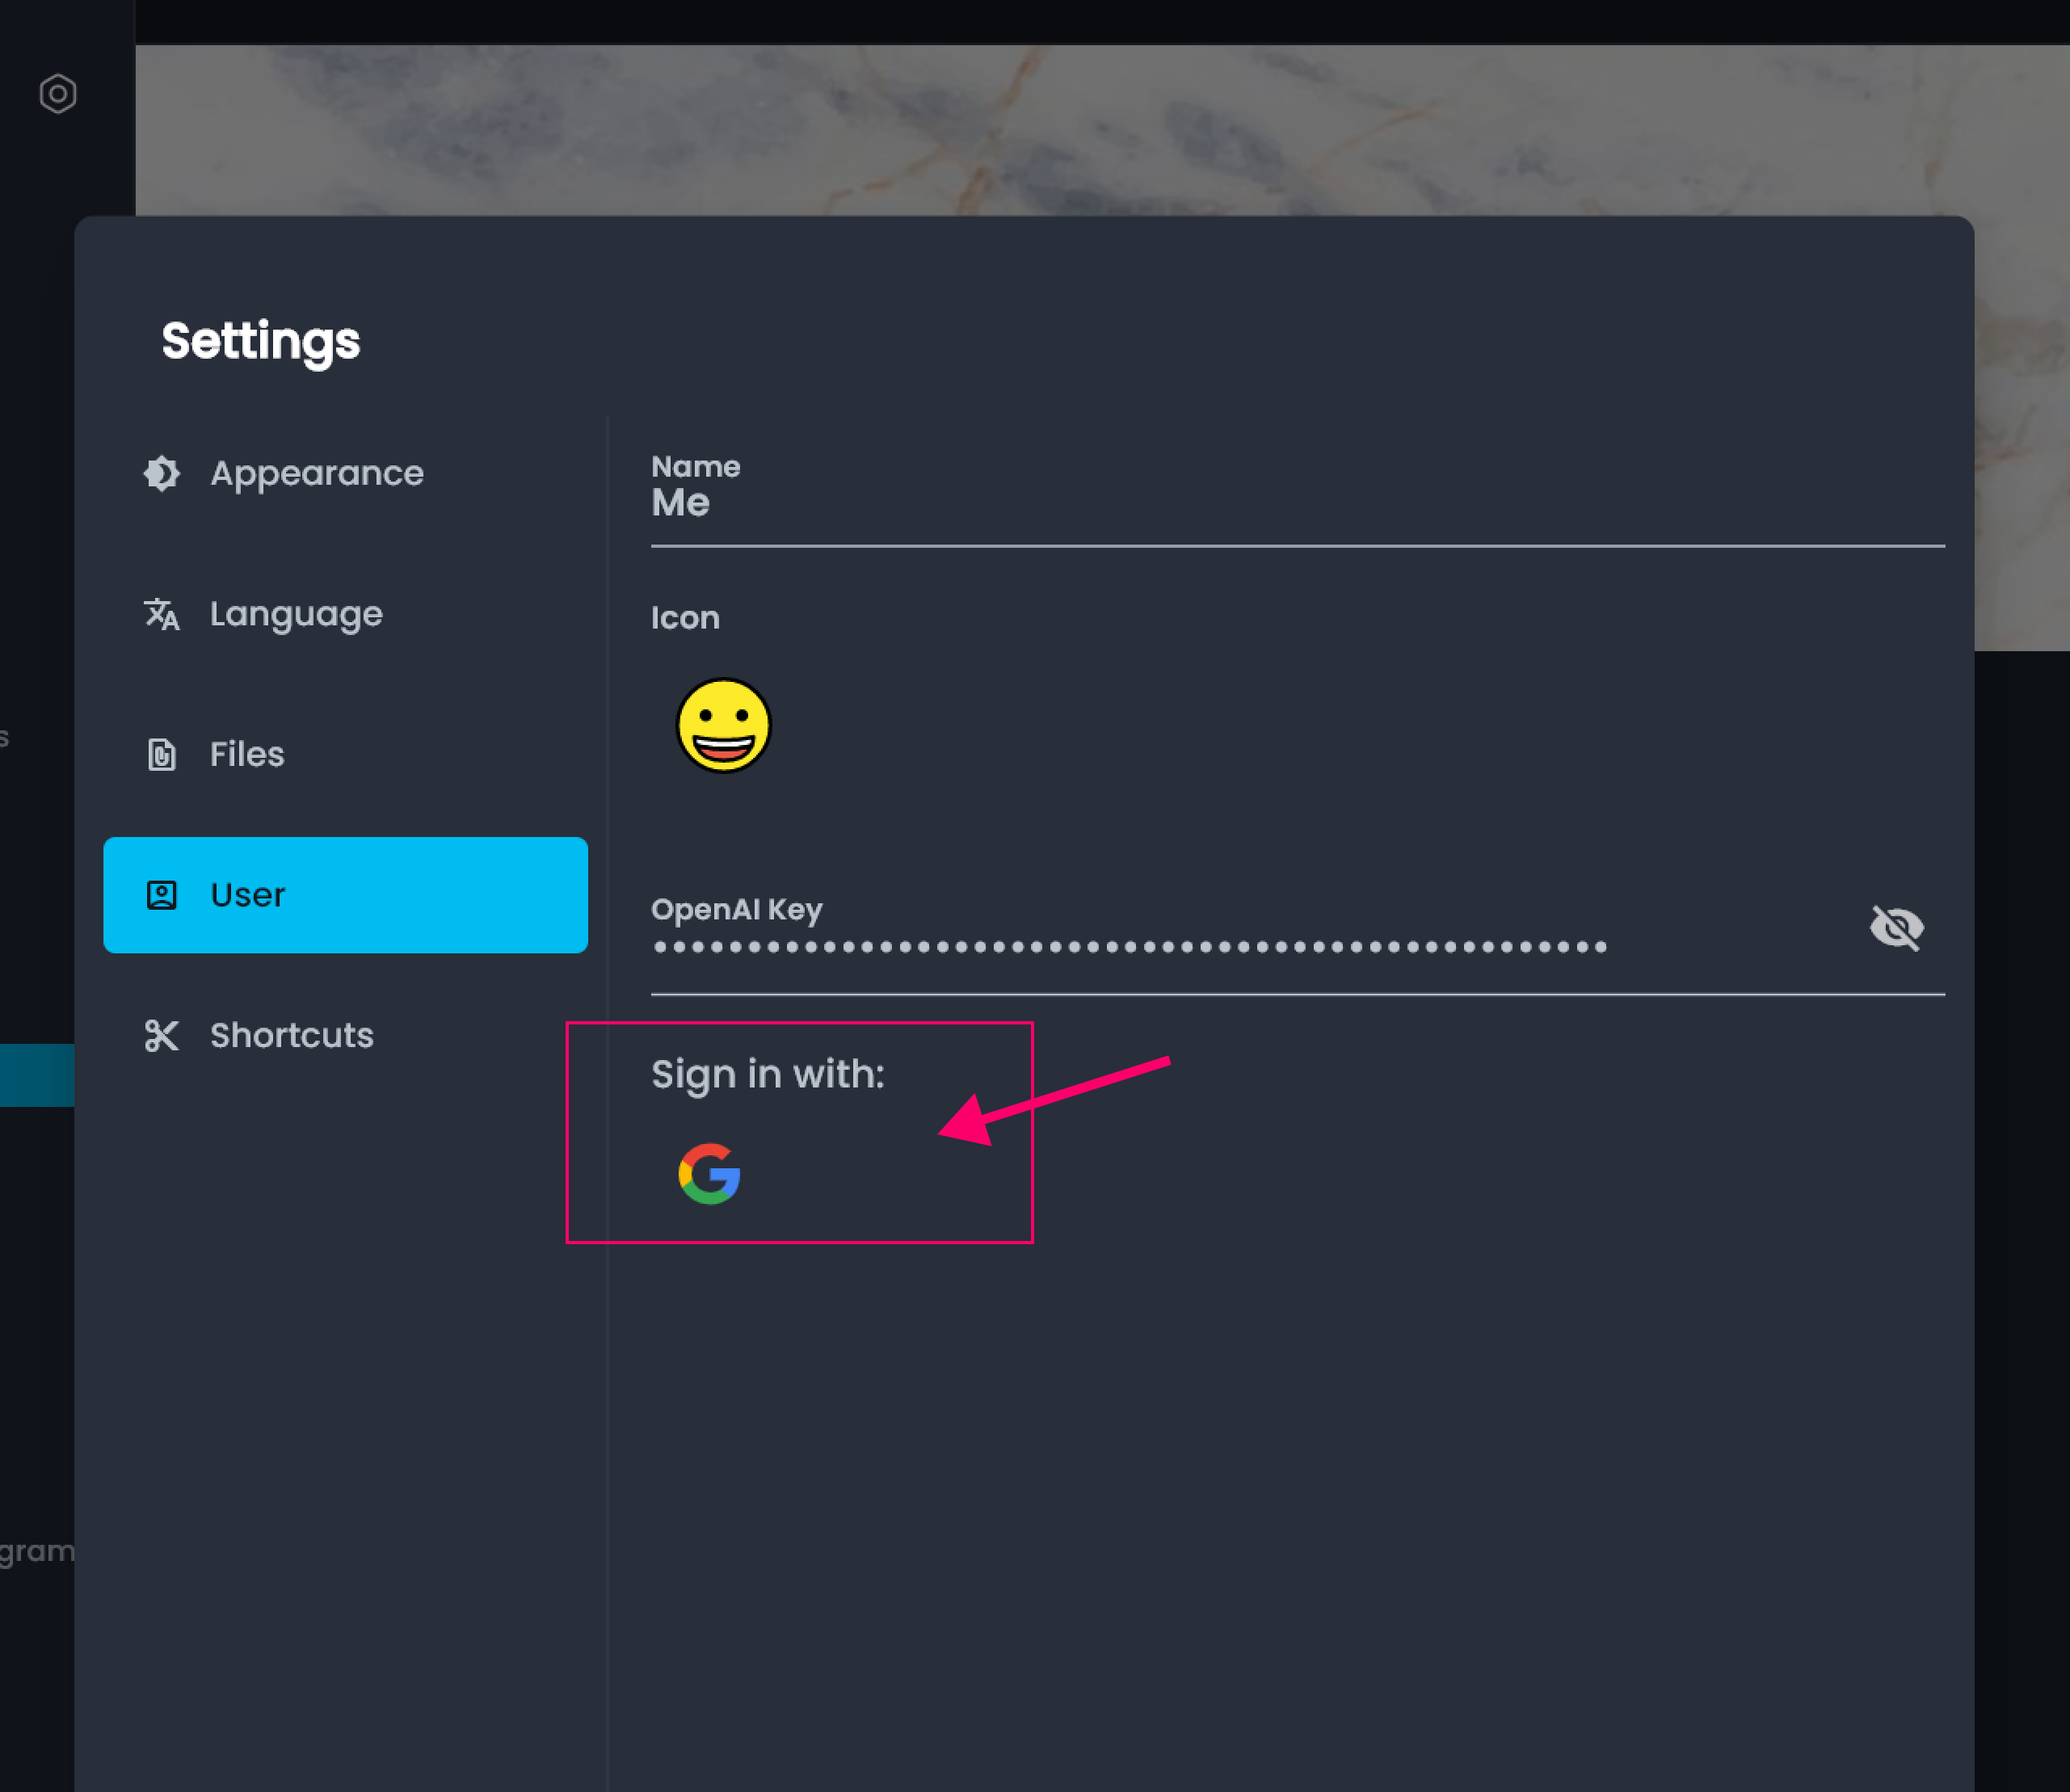 Settings
Appearance
Language
Files
User
Shortcuts
Name
Me
Icon
OpenAI Key
Sign in with:
s
gram